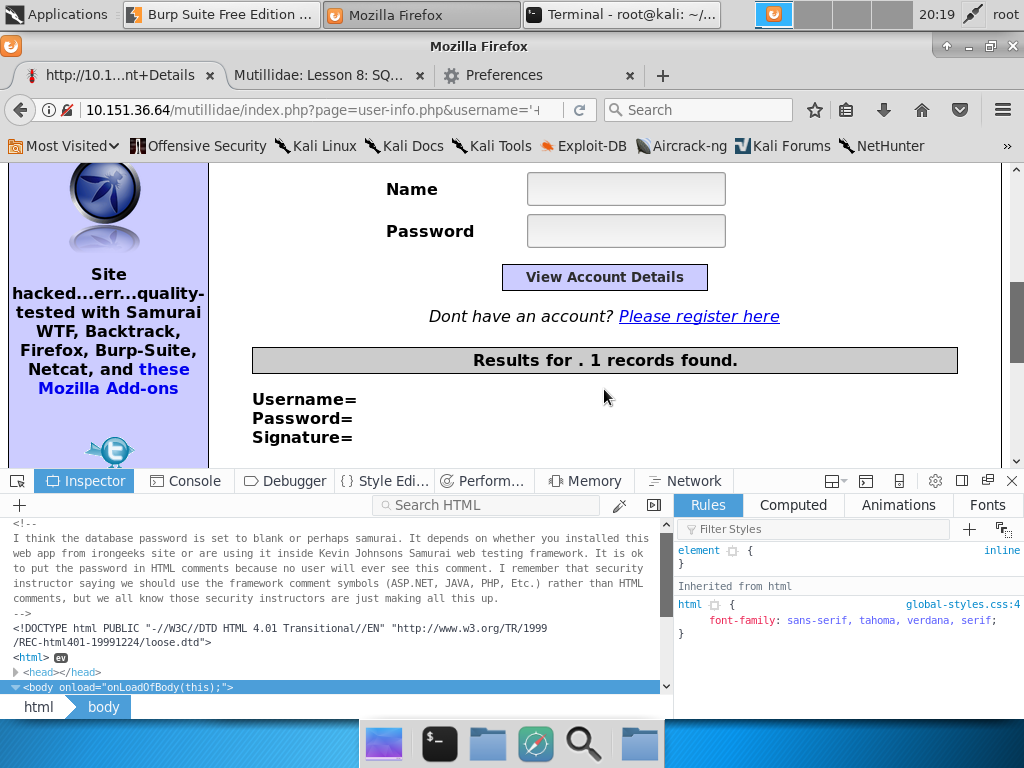 Applications
Burp Suite Free Edition ...
Mozilla Firefox
Terminal - root@kali: ~/...
20:19
root
Mozilla Firefox
http://10.1...nt+Details
Mutillidae: Lesson 8: SQ...
Preferences
10.151.36.64/mutillidae/index.php?page=user-info.php&username='+
Search
Most Visited
Offensive Security
Kali Linux
Kali Docs
Kali Tools
Exploit-DB
Aircrack-ng
Kali Forums
NetHunter
»
Site
hacked...err...quality-
tested with Samurai
WTF, Backtrack,
Firefox, Burp-Suite,
Netcat, and these
Mozilla Add-ons
Name
Password
View Account Details
Dont have an account? Please register here
Results for . 1 records found.
Username=
Password=
Signature=
Inspector
Console
Debugger
Style Edi...
Perform...
Memory
Network
Search HTML
<!--
I think the database password is set to blank or perhaps samurai. It depends on whether you installed this
web app from irongeeks site or are using it inside Kevin Johnsons Samurai web testing framework. It is ok
to put the password in HTML comments because no user will ever see this comment. I remember that security
instructor saying we should use the framework comment symbols (ASP.NET, JAVA, PHP, Etc.) rather than HTML
comments, but we all know those security instructors are just making all this up.
-->
<!DOCTYPE html PUBLIC "-//W3C//DTD HTML 4.01 Transitional//EN" "http://www.w3.org/TR/1999
/REC-html401-19991224/loose.dtd">
<html> ev
<head></head>
<body onload="onLoadOfBody(this);">
html
body
Rules
Computed
Animations
Fonts
Filter Styles
element { inline
}
Inherited from html
html { global-styles.css:4
font-family: sans-serif, tahoma, verdana, serif;
}